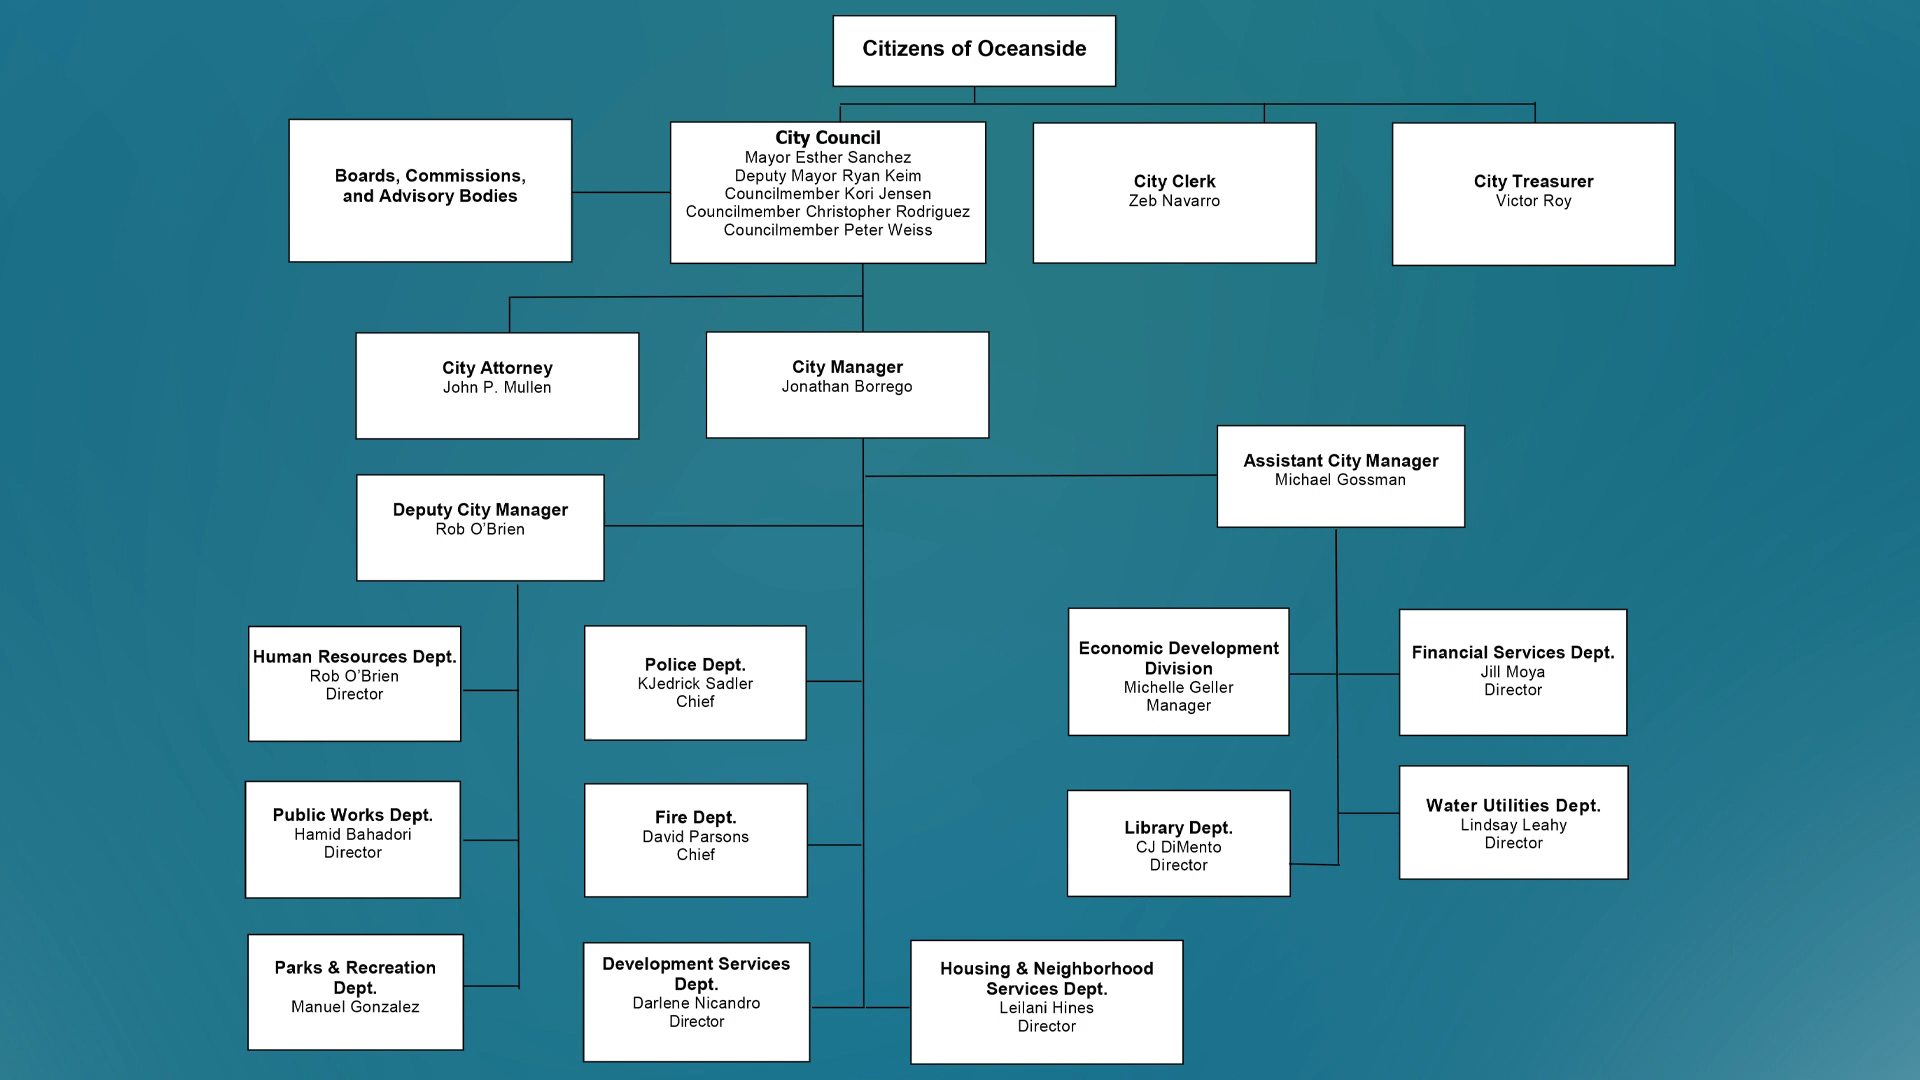 Citizens of Oceanside
Boards, Commissions,
and Advisory Bodies
City Council
Mayor Esther Sanchez
Deputy Mayor Ryan Keim
Councilmember Kori Jensen
Councilmember Christopher Rodriguez
Councilmember Peter Weiss
City Clerk
Zeb Navarro
City Treasurer
Victor Roy
City Attorney
John P. Mullen
City Manager
Jonathan Borrego
Assistant City Manager
Michael Gossman
Deputy City Manager
Rob O’Brien
Human Resources Dept.
Rob O’Brien
Director
Police Dept.
KJedrick Sadler
Chief
Economic Development
Division
Michelle Geller
Manager
Financial Services Dept.
Jill Moya
Director
Public Works Dept.
Hamid Bahadori
Director
Fire Dept.
David Parsons
Chief
Library Dept.
CJ DiMento
Director
Water Utilities Dept.
Lindsay Leahy
Director
Parks & Recreation
Dept.
Manuel Gonzalez
Development Services
Dept.
Darlene Nicandro
Director
Housing & Neighborhood
Services Dept.
Leilani Hines
Director